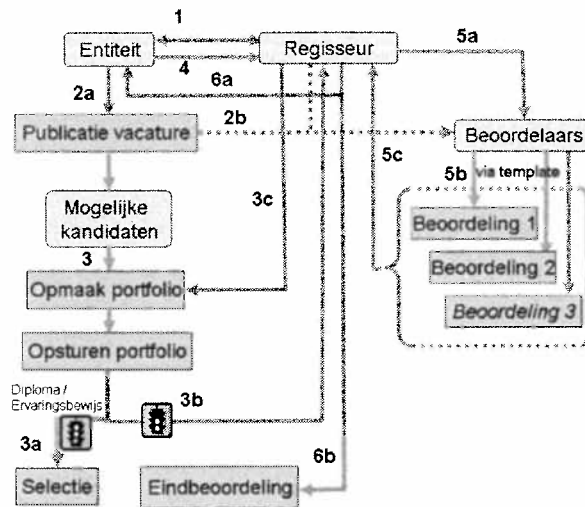 1
5a
Entiteit
Regisseur
4
6a
2a
2b
Publicatie vacature
Beoordelaars
5c
5b
via template
3c
Mogelijke
kandidaten
Beoordeling 1
3
Beoordeling 2
Opmaak portfolio
Beoordeling 3
Opsturen portfolio
Diploma /
Ervaringsbewijs
3b
3a
6b
Selectie
Eindbeoordeling